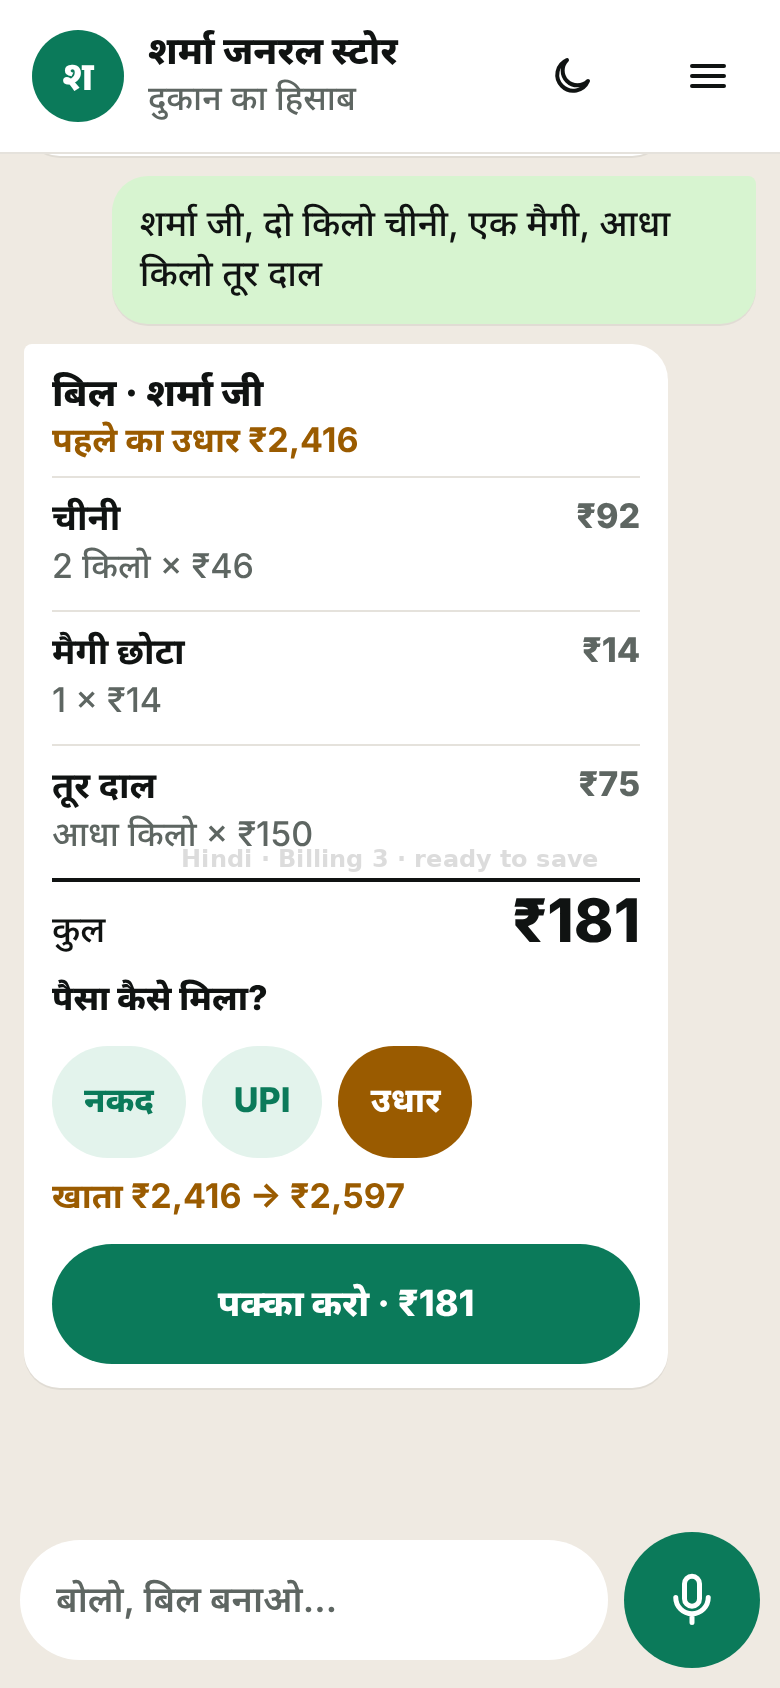 श
शर्मा जनरल स्टोर
दुकान का हिसाब
शर्मा जी, दो किलो चीनी, एक मैगी, आधा
किलो तूर दाल
बिल · शर्मा जी
पहले का उधार ₹2,416
चीनी ₹92
2 किलो × ₹46
मैगी छोटा ₹14
1 × ₹14
तूर दाल ₹75
आधा किलो × ₹150
Hindi · Billing 3 · ready to save
कुल ₹181
पैसा कैसे मिला?
नकद UPI उधार
खाता ₹2,416 → ₹2,597
पक्का करो · ₹181
बोलो, बिल बनाओ...